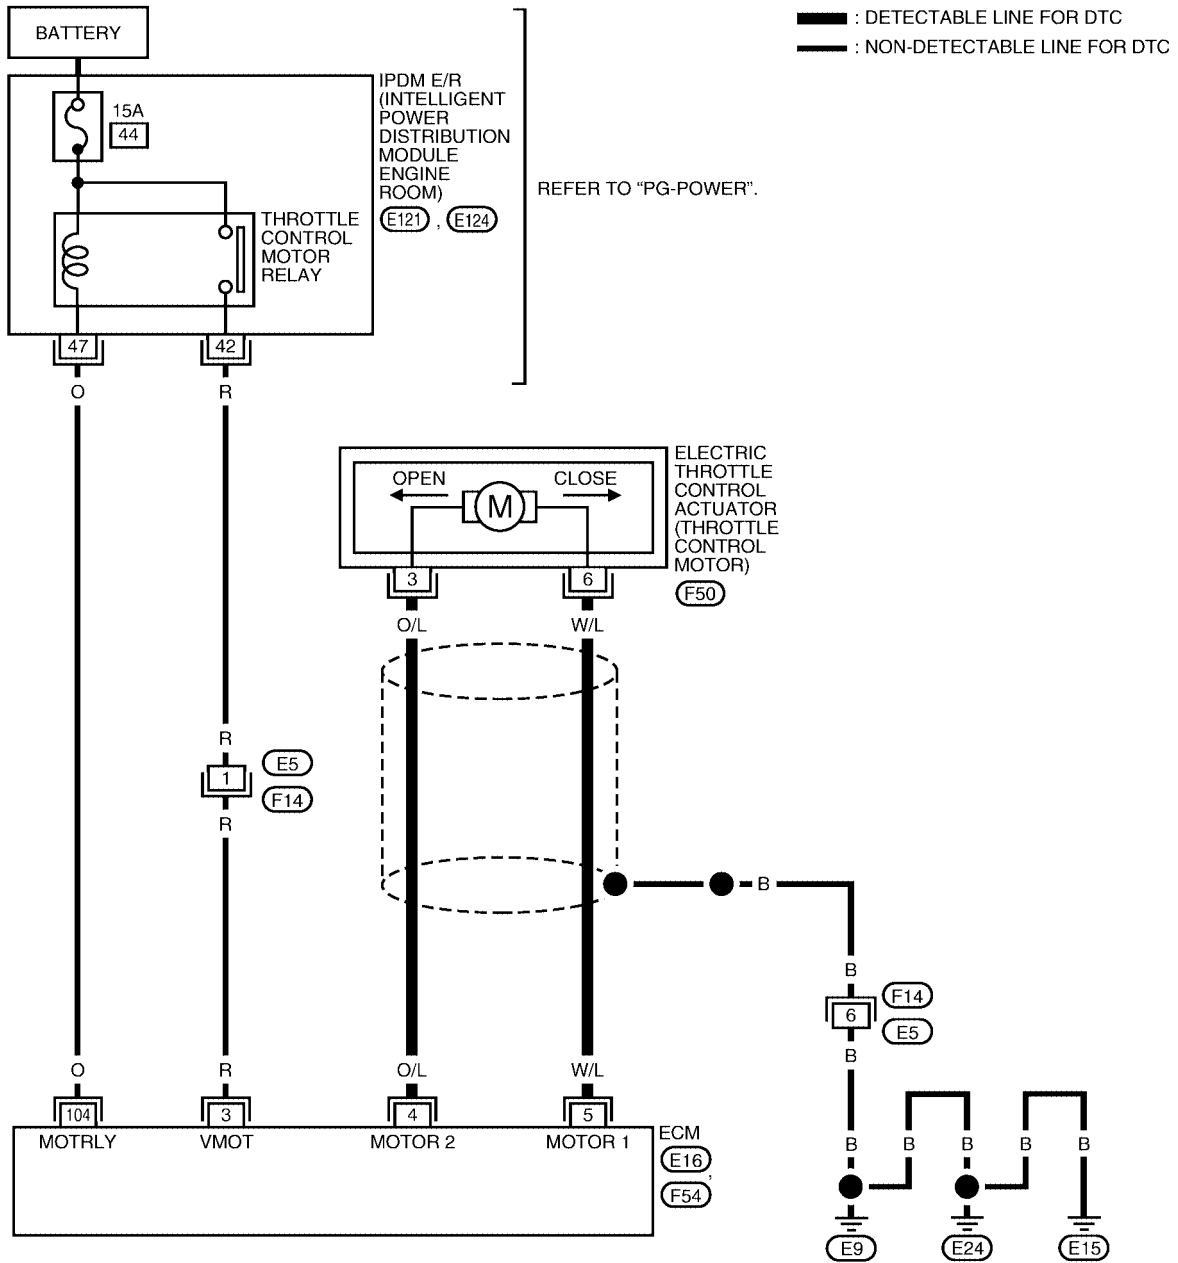 BATTERY
: DETECTABLE LINE FOR DTC
: NON-DETECTABLE LINE FOR DTC
15A
44
IPDM E/R
(INTELLIGENT
POWER
DISTRIBUTION
MODULE
ENGINE
ROOM)
E121 , E124
REFER TO “PG-POWER”.
THROTTLE
CONTROL
MOTOR
RELAY
47 42
O R
ELECTRIC
THROTTLE
CONTROL
ACTUATOR
(THROTTLE
CONTROL
MOTOR)
F50
OPEN CLOSE
M
3 6
O/L W/L
R
1
E5
F14
R
B
B
6
F14
E5
B
O R O/L W/L
104 3 4 5
MOTRLY VMOT MOTOR 2 MOTOR 1
ECM
E16 ,
F54
B B B B B
E9 E24 E15